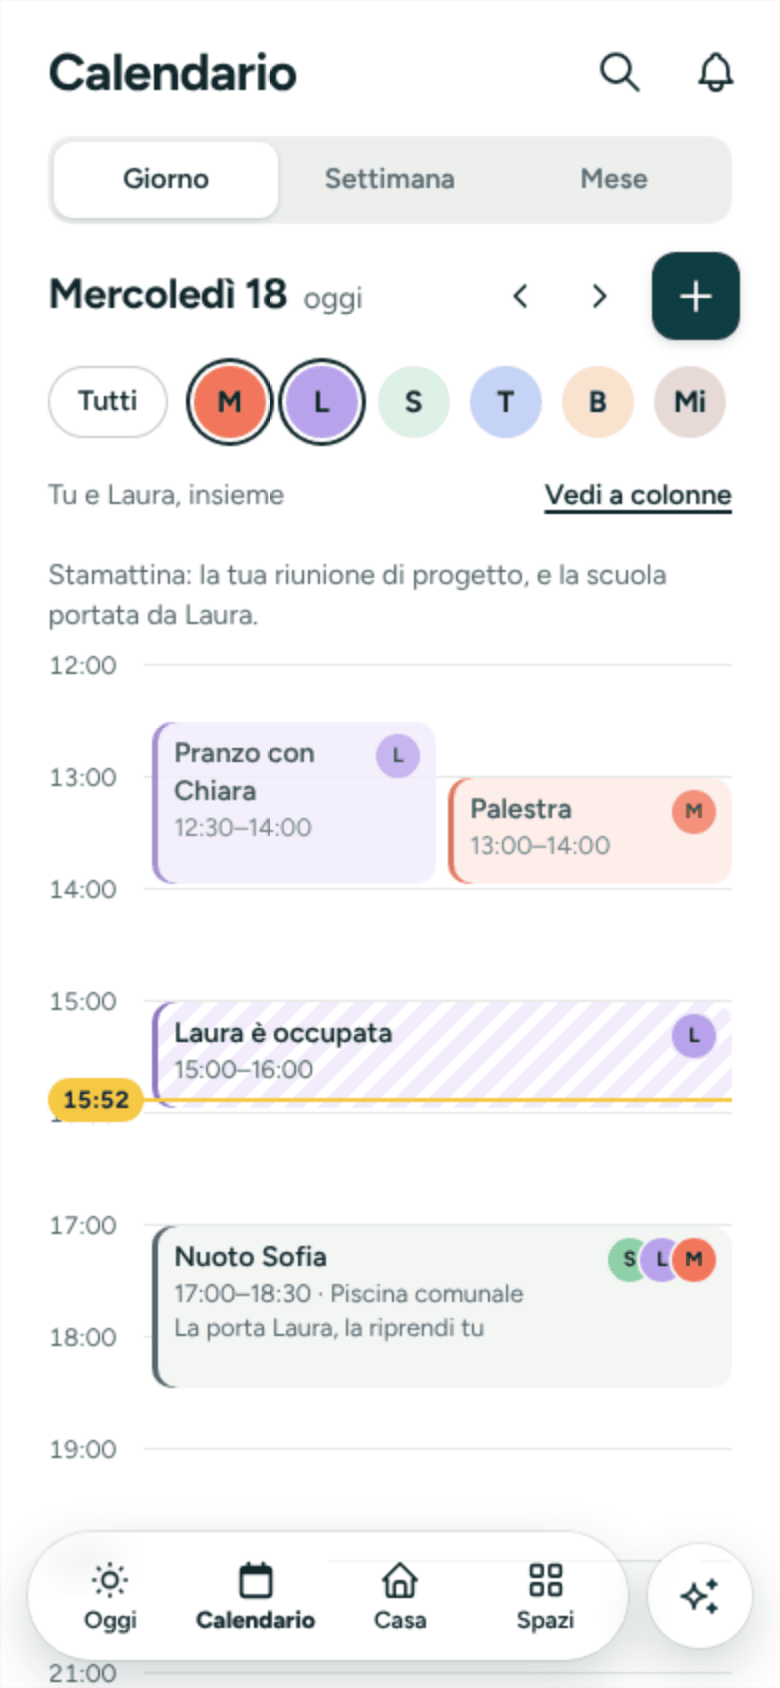 Calendario
Giorno Settimana Mese
Mercoledì 18 oggi
Tutti M L S T B Mi
Tu e Laura, insieme Vedi a colonne
Stamattina: la tua riunione di progetto, e la scuola
portata da Laura.
12:00
Pranzo con L
Chiara
12:30–14:00
13:00
Palestra M
13:00–14:00
14:00
15:00
Laura è occupata L
15:00–16:00
15:52
17:00
Nuoto Sofia S L M
17:00–18:30 · Piscina comunale
La porta Laura, la riprendi tu
18:00
19:00
Oggi Calendario Casa Spazi
21:00